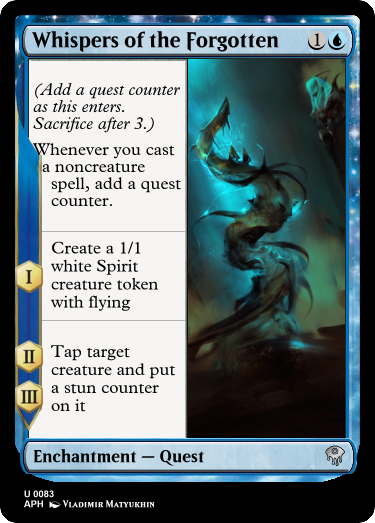 Whispers of the Forgotten 1
(Add a quest counter
as this enters.
Sacrifice after 3.)
Whenever you cast
a noncreature
spell, add a quest
counter.
I
Create a 1/1
white Spirit
creature token
with flying
II
III
Tap target
creature and put
a stun counter
on it
Enchantment — Quest
U 0083
APH Vladimir Matyukhin